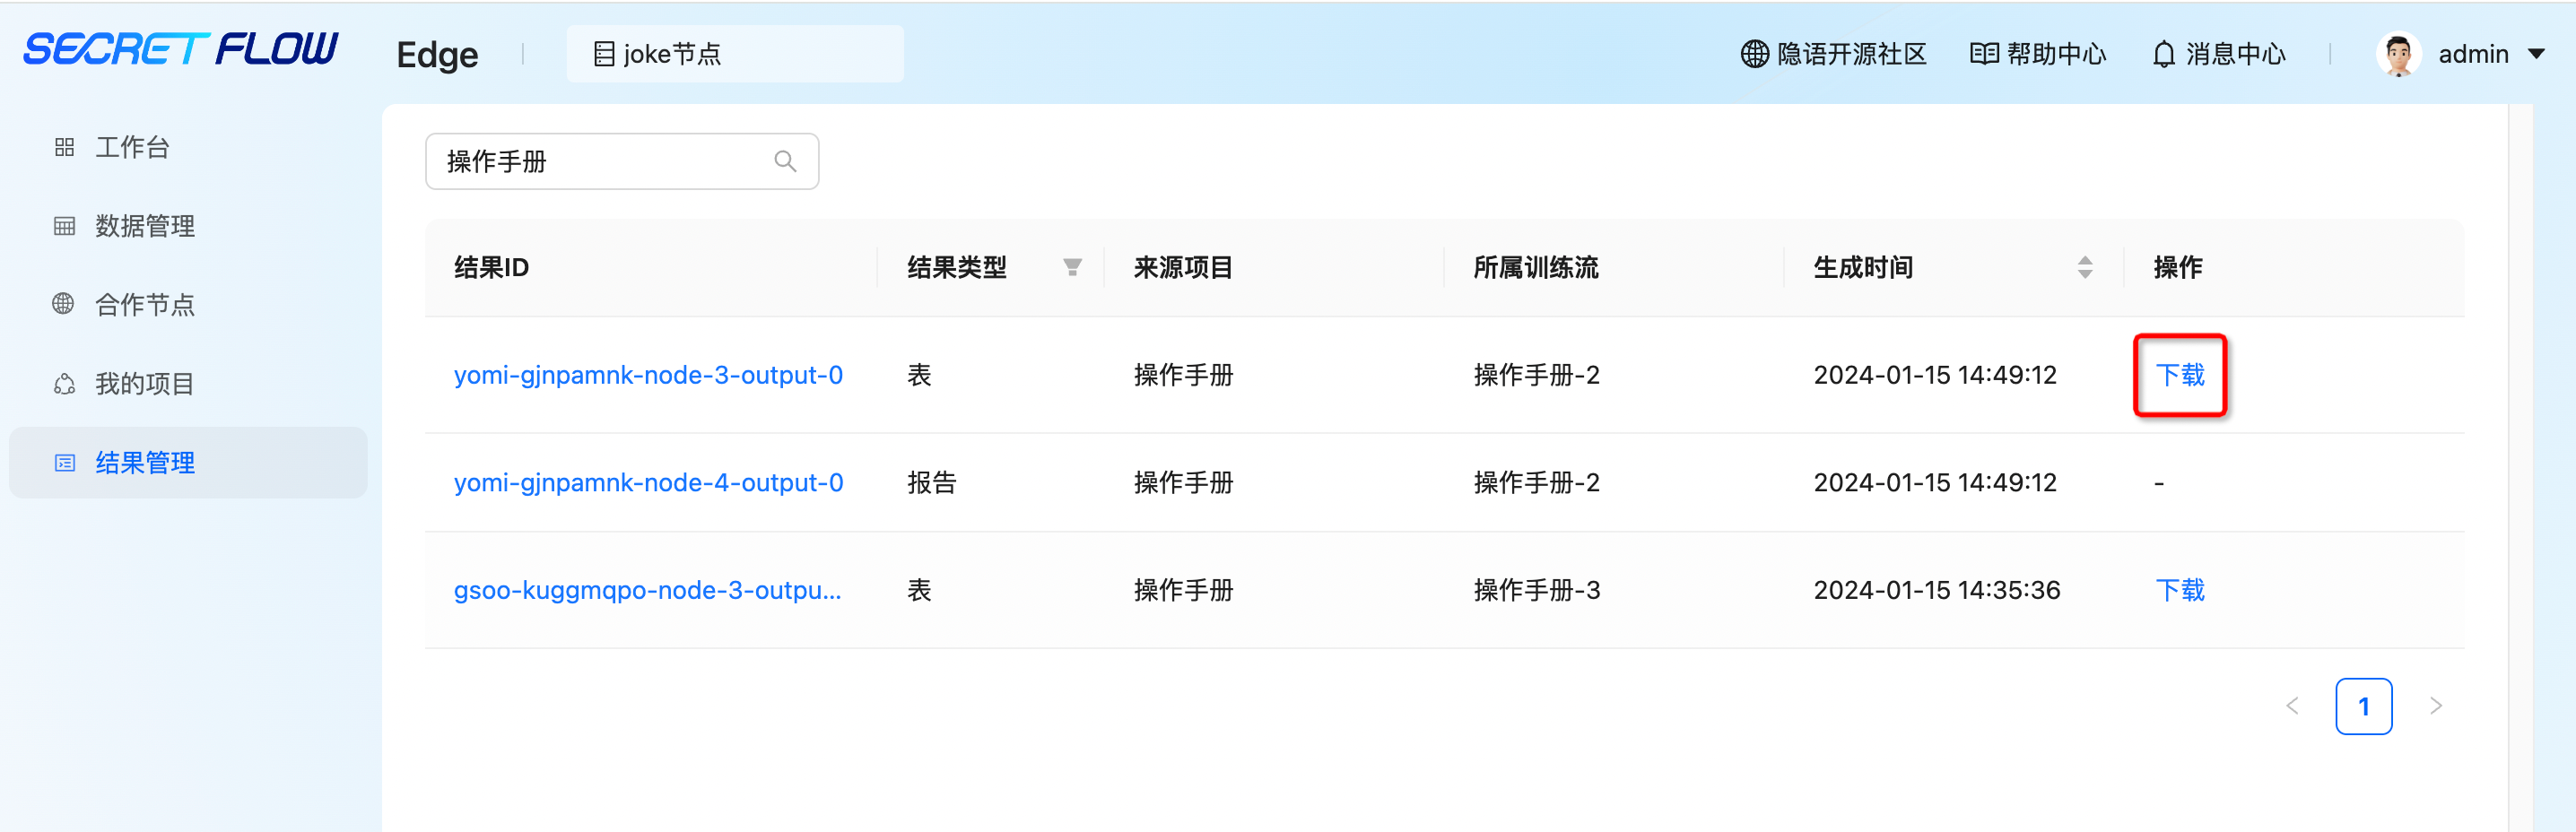 SECRET FLOW
Edge
joke节点
隐语开源社区
帮助中心
消息中心
admin
工作台
数据管理
合作节点
我的项目
结果管理
操作手册
结果ID 结果类型 来源项目 所属训练流 生成时间 操作
yomi-gjnpamnk-node-3-output-0 表 操作手册 操作手册-2 2024-01-15 14:49:12 下载
yomi-gjnpamnk-node-4-output-0 报告 操作手册 操作手册-2 2024-01-15 14:49:12 -
gsoo-kuggmqpo-node-3-outpu... 表 操作手册 操作手册-3 2024-01-15 14:35:36 下载
1